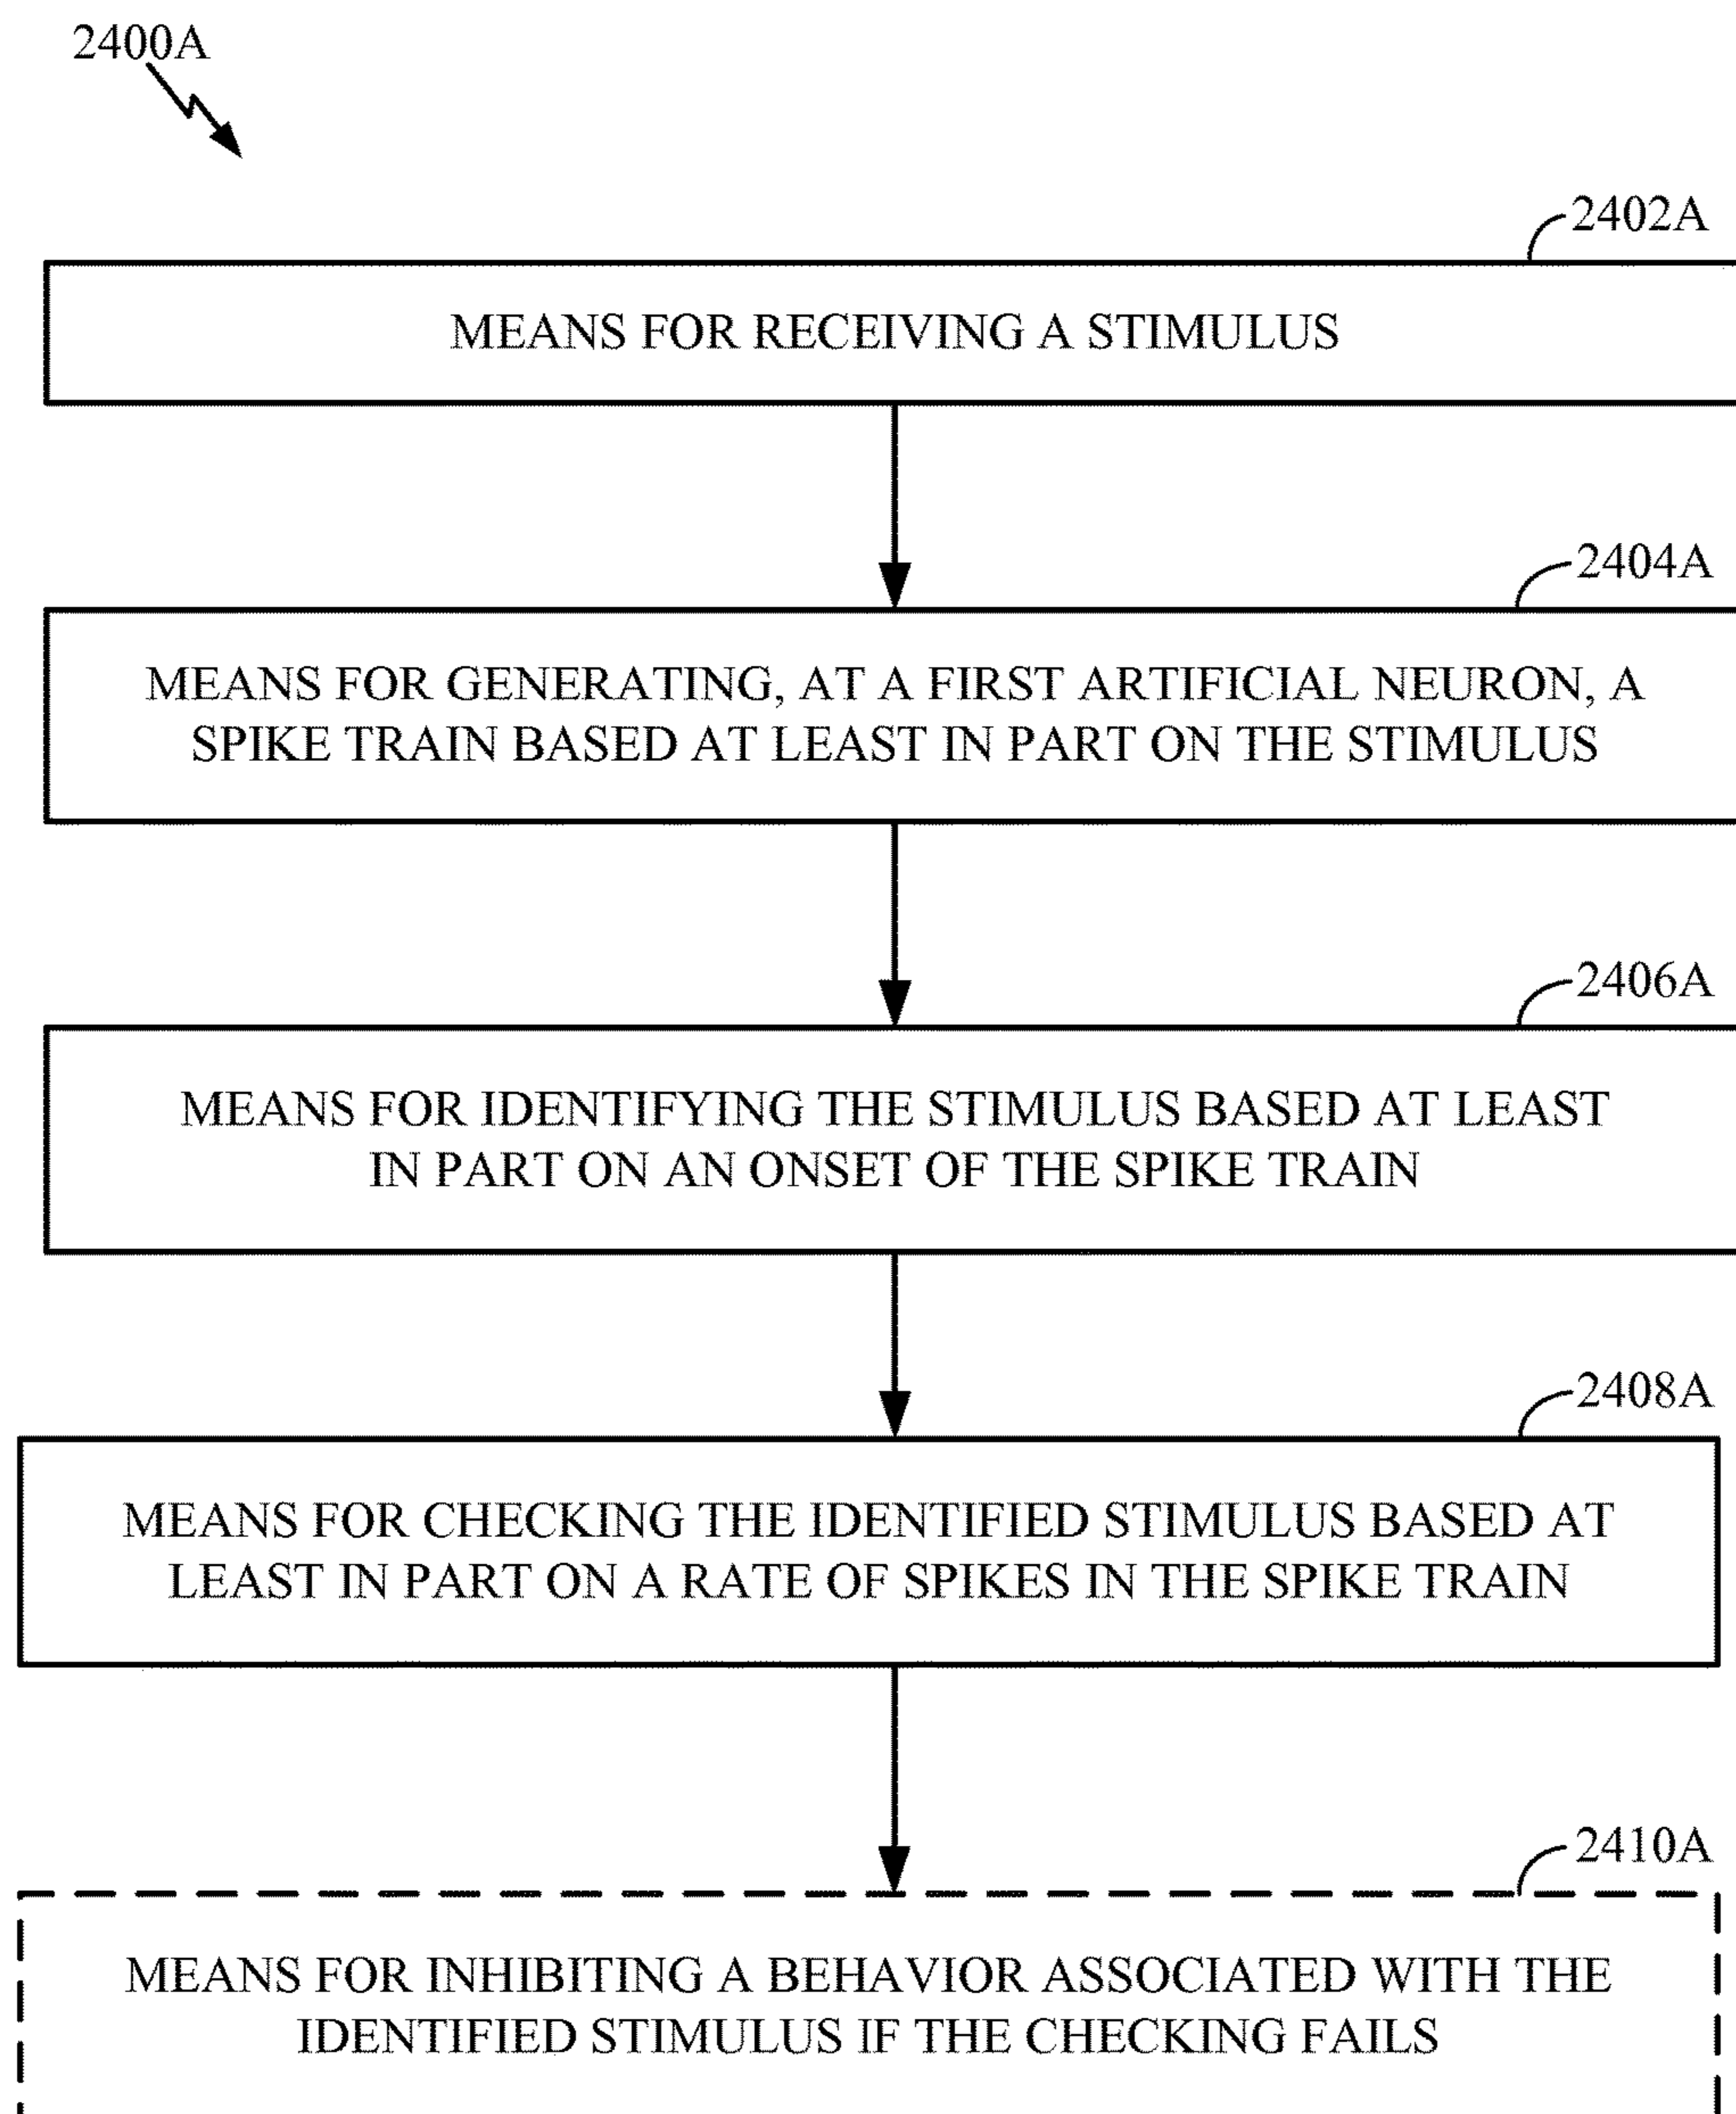 2400A
2402A
MEANS FOR RECEIVING A STIMULUS
2404A
MEANS FOR GENERATING, AT A FIRST ARTIFICIAL NEURON, A
SPIKE TRAIN BASED AT LEAST IN PART ON THE STIMULUS
2406A
MEANS FOR IDENTIFYING THE STIMULUS BASED AT LEAST
IN PART ON AN ONSET OF THE SPIKE TRAIN
2408A
MEANS FOR CHECKING THE IDENTIFIED STIMULUS BASED AT
LEAST IN PART ON A RATE OF SPIKES IN THE SPIKE TRAIN
2410A
MEANS FOR INHIBITING A BEHAVIOR ASSOCIATED WITH THE
IDENTIFIED STIMULUS IF THE CHECKING FAILS